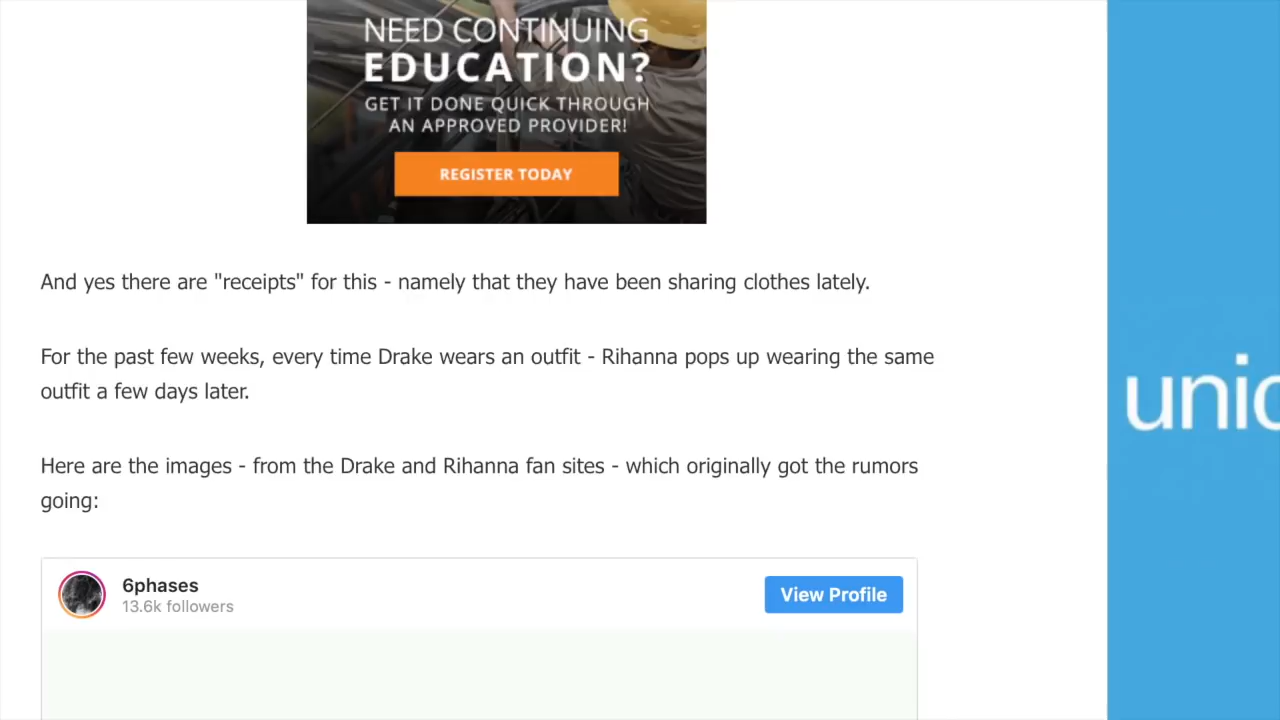 NEED CONTINUING
EDUCATION?
GET IT DONE QUICK THROUGH
AN APPROVED PROVIDER!
REGISTER TODAY
And yes there are "receipts" for this - namely that they have been sharing clothes lately.
For the past few weeks, every time Drake wears an outfit - Rihanna pops up wearing the same
outfit a few days later.
Here are the images - from the Drake and Rihanna fan sites - which originally got the rumors
going:
6phases
13.6k followers
View Profile